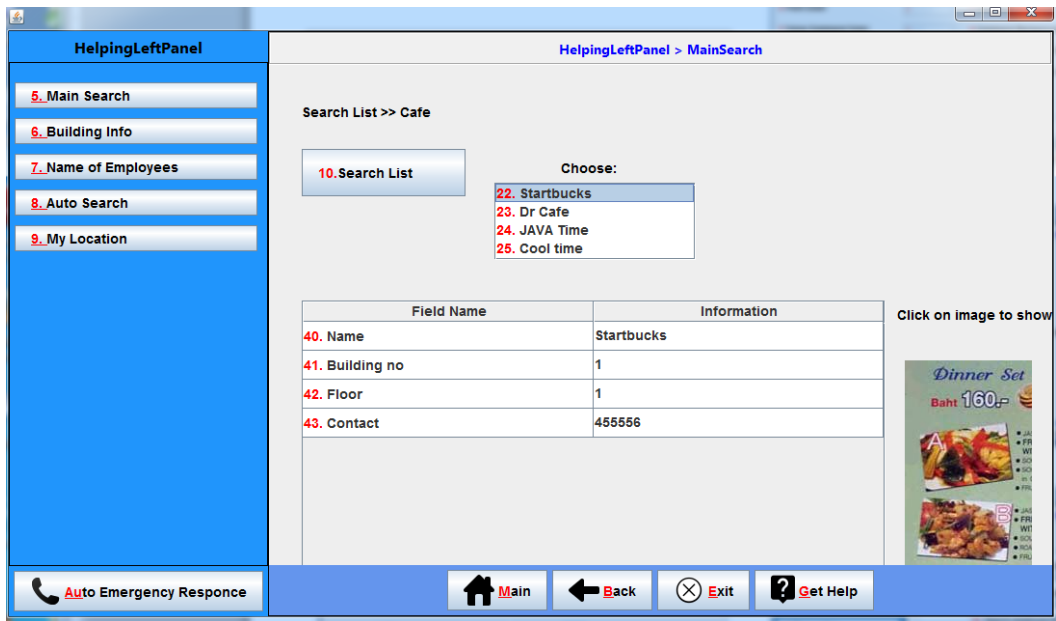 HelpingLeftPanel
HelpingLeftPanel > MainSearch
5. Main Search
6. Building Info
7. Name of Employees
8. Auto Search
9. My Location
Search List >> Cafe
10.Search List
Choose:
22. Startbucks
23. Dr Cafe
24. JAVA Time
25. Cool time
Field Name Information
40. Name Startbucks
41. Building no 1
42. Floor 1
43. Contact 455556
Click on image to show
Dinner Set
Baht 160.-
A
B
Auto Emergency Responce
Main
Back
Exit
Get Help